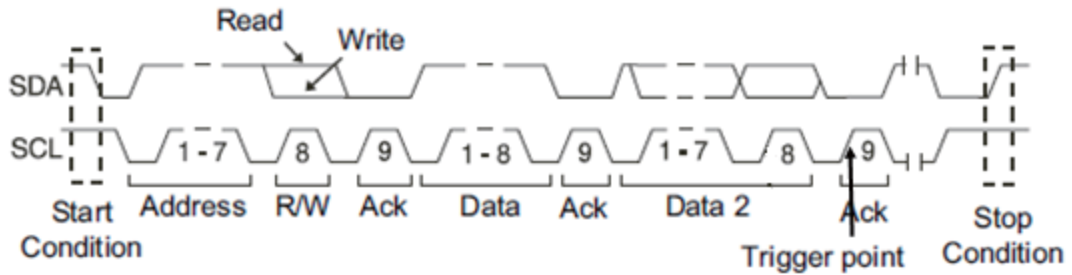 Read
Write
SDA
SCL 1 - 7 8 9 1 - 8 9 1 - 7 8 9
Start Condition
Address
R/W
Ack
Data
Ack
Data 2
Ack
Trigger point
Stop Condition